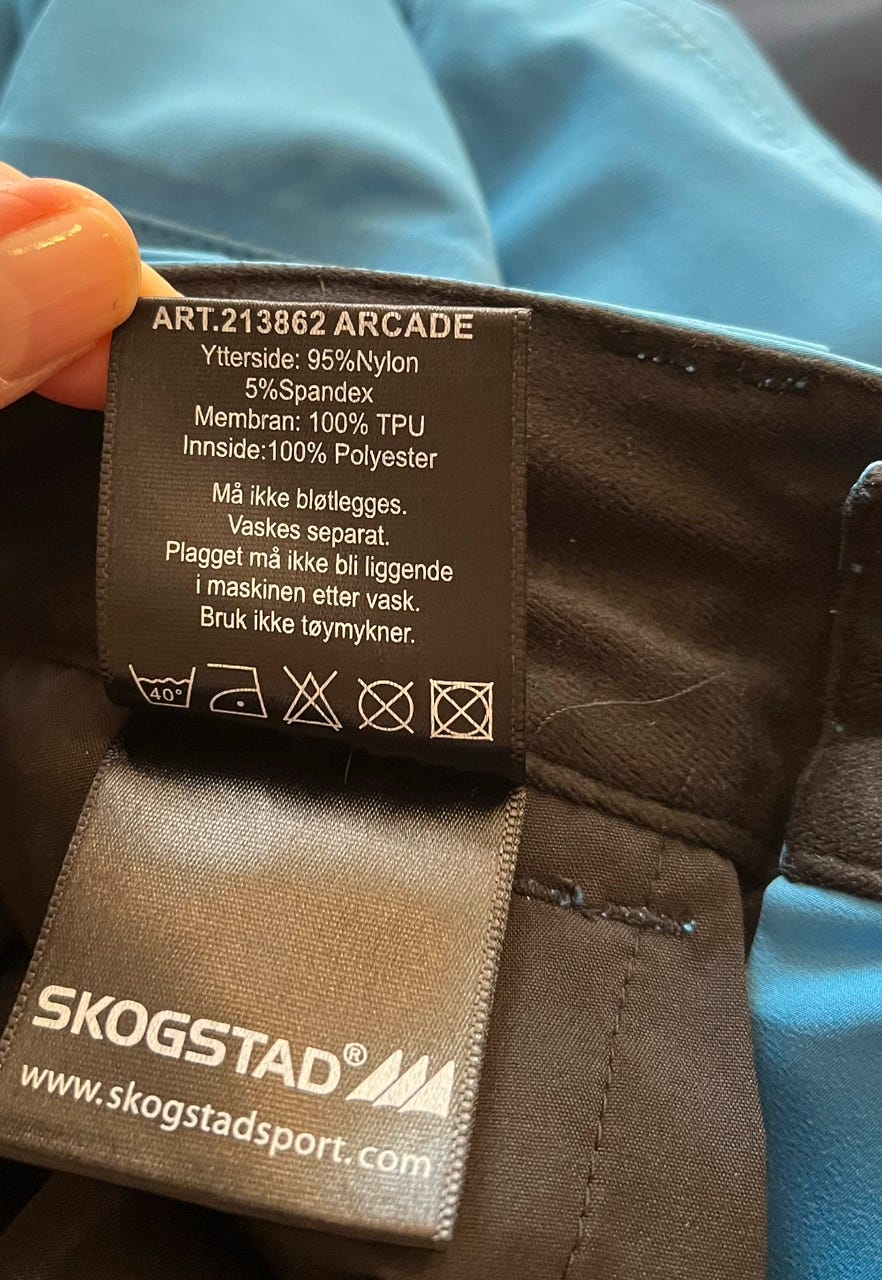 ART.213862 ARCADE
Ytterside: 95%Nylon
5%Spandex
Membran: 100% TPU
Innside:100% Polyester
Må ikke bløtlegges.
Vaskes separat.
Plagget må ikke bli liggende
i maskinen etter vask.
Bruk ikke tøymykner.
40°
SKOGSTAD®
www.skogstadsport.com